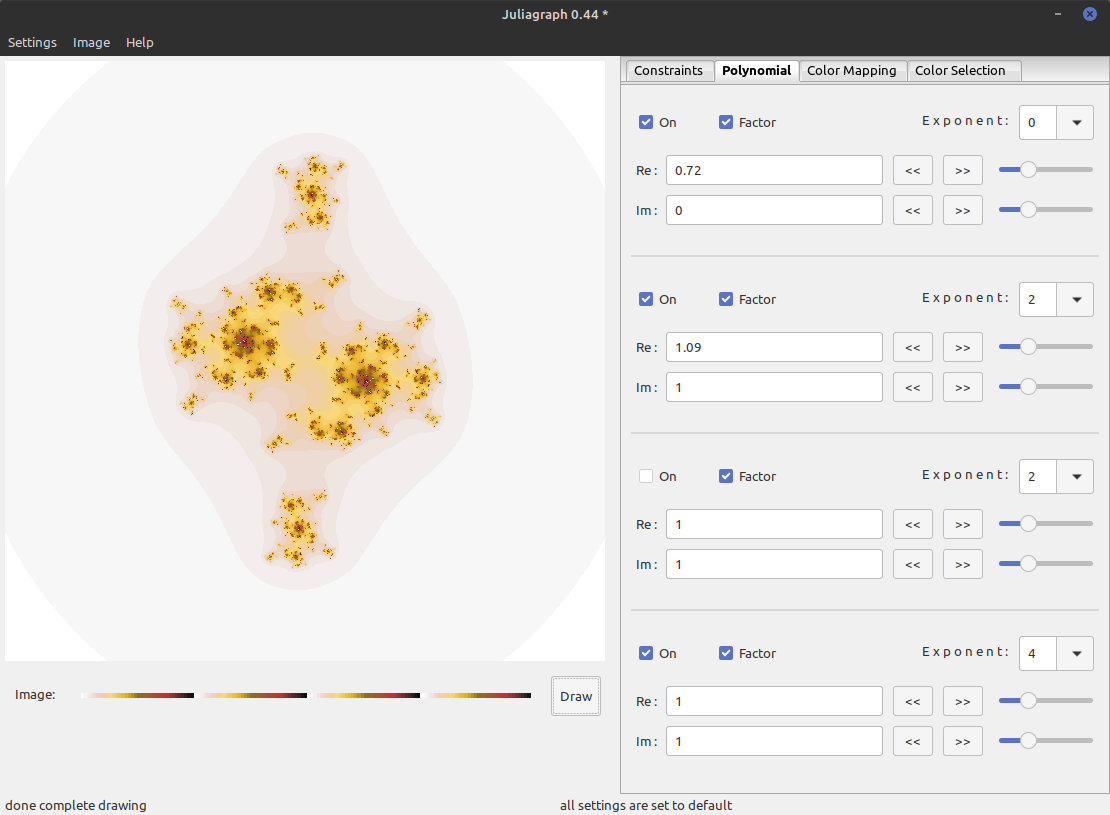 Juliagraph 0.44 *
Settings Image Help
Constraints Polynomial Color Mapping Color Selection
On Factor Exponent: 0
Re: 0.72 << >>
Im: 0 << >>
On Factor Exponent: 2
Re: 1.09 << >>
Im: 1 << >>
On Factor Exponent: 2
Re: 1 << >>
Im: 1 << >>
On Factor Exponent: 4
Re: 1 << >>
Im: 1 << >>
Image: Draw
done complete drawing all settings are set to default